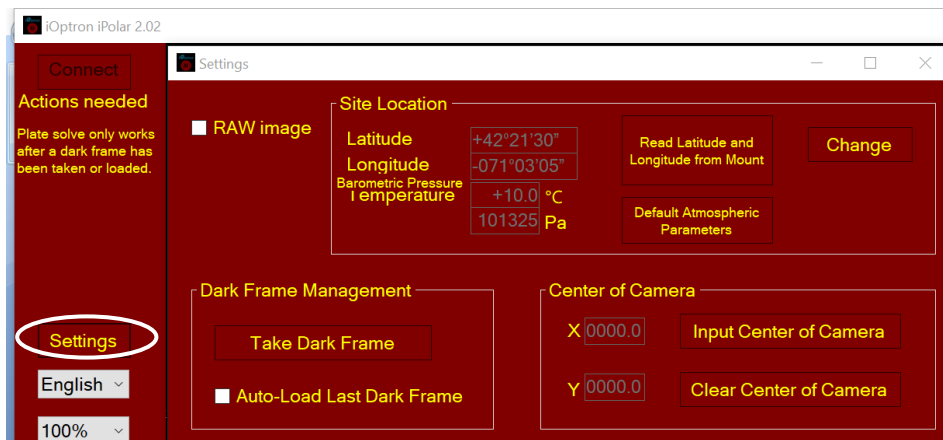 iOptron iPolar 2.02
Connect
Actions needed
Plate solve only works
after a dark frame has
been taken or loaded.
Settings
English
100%
Settings
RAW image
Site Location
Latitude
+42°21'30"
Longitude
-071°03'05"
Barometric Pressure
Temperature
+10.0 °C
101325 Pa
Read Latitude and
Longitude from Mount
Default Atmospheric
Parameters
Change
Dark Frame Management
Take Dark Frame
Auto-Load Last Dark Frame
Center of Camera
X 0000.0
Input Center of Camera
Y 0000.0
Clear Center of Camera